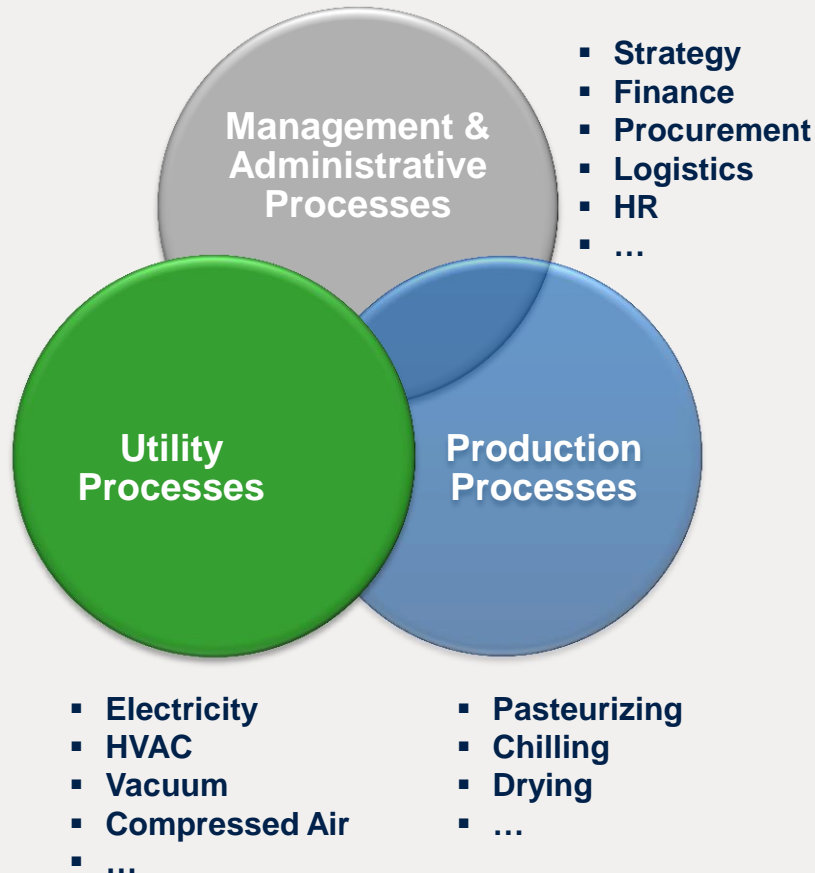 Management &
Administrative
Processes
▪ Strategy
▪ Finance
▪ Procurement
▪ Logistics
▪ HR
▪ …
Utility
Processes
Production
Processes
▪ Electricity
▪ HVAC
▪ Vacuum
▪ Compressed Air
▪ …
▪ Pasteurizing
▪ Chilling
▪ Drying
▪ …